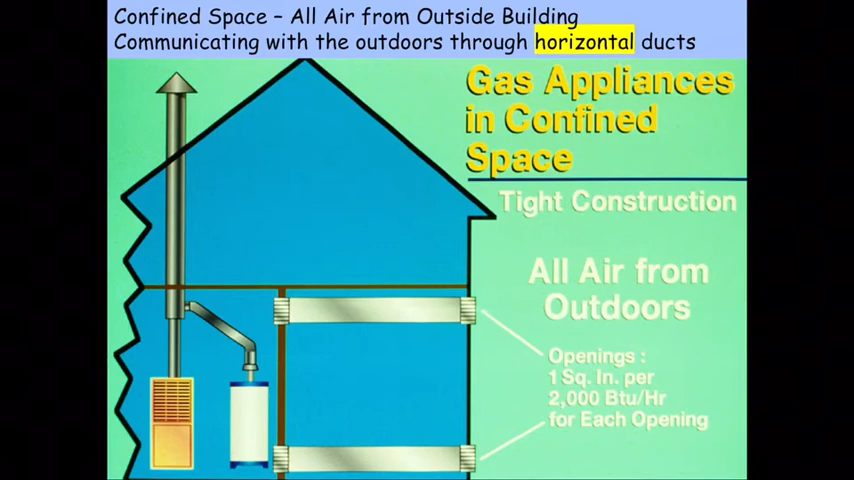 Confined Space – All Air from Outside Building
Communicating with the outdoors through horizontal ducts
Gas Appliances
in Confined
Space
Tight Construction
All Air from
Outdoors
Openings :
1 Sq. In. per
2,000 Btu/Hr
for Each Opening